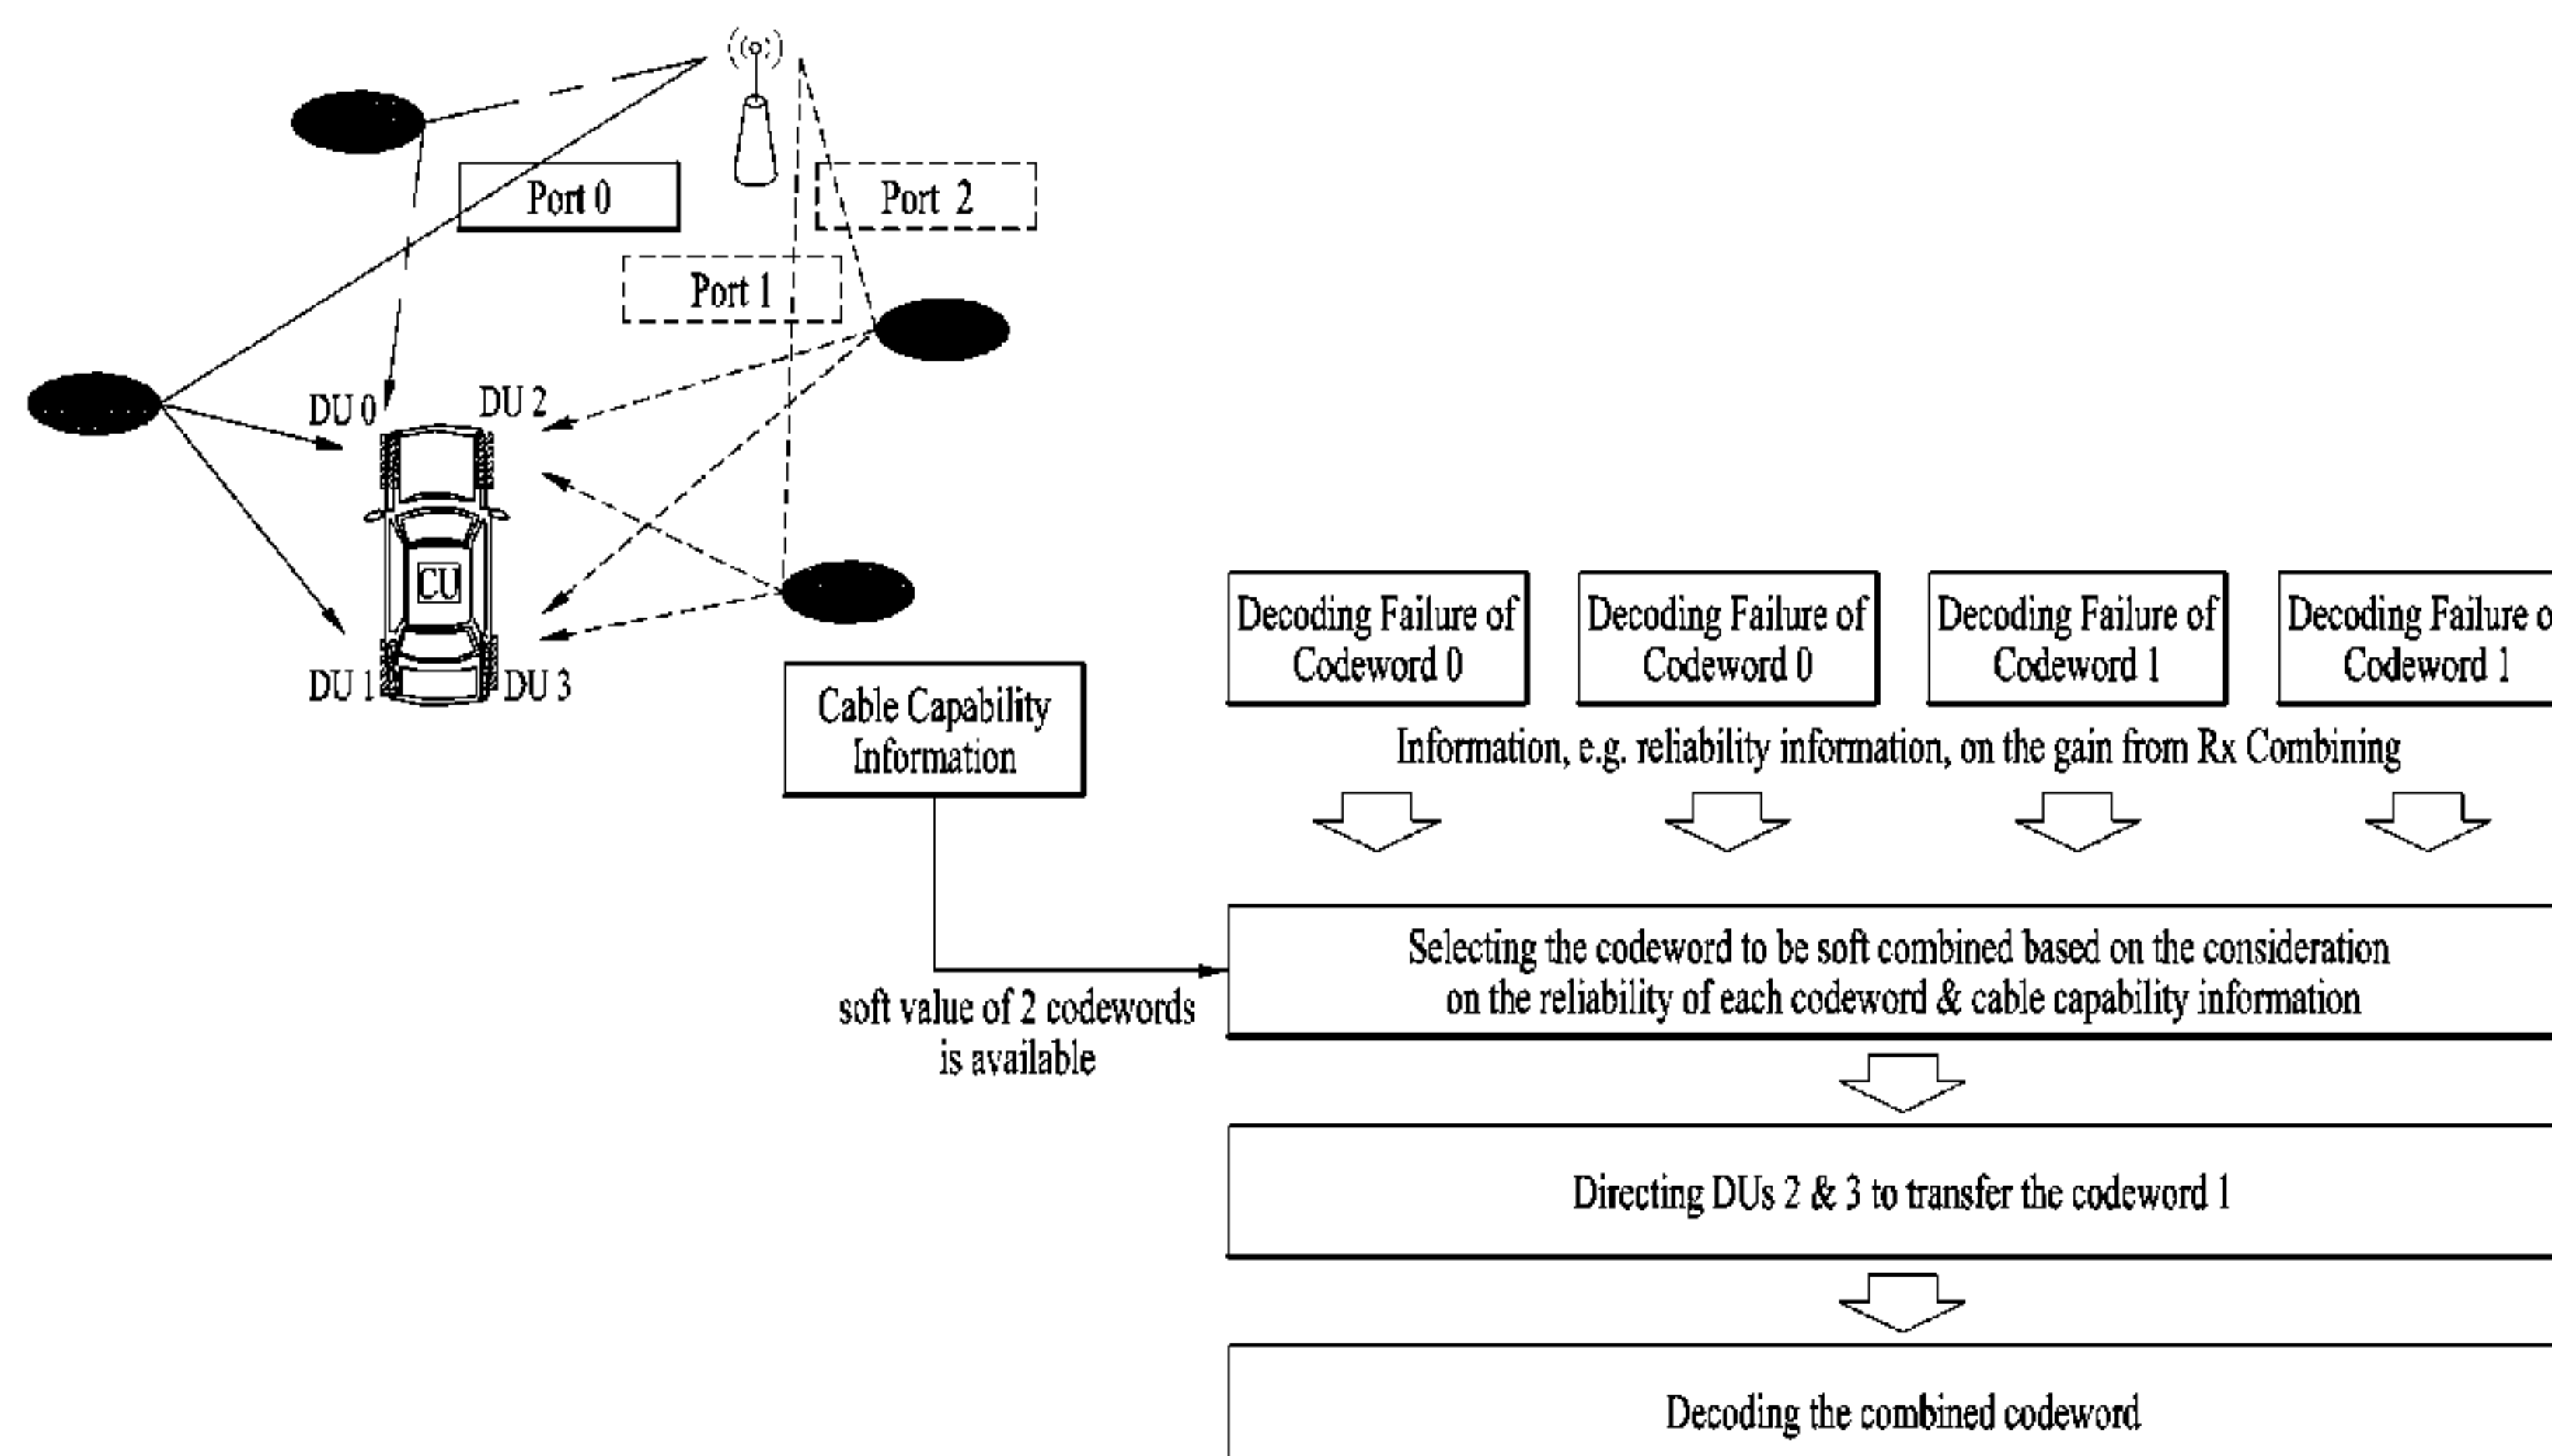 Port 0
Port 2
Port 1
DU 0
DU 2
CU
DU 1
DU 3
Cable Capability
Information
soft value of 2 codewords
is available
Decoding Failure of
Codeword 0
Decoding Failure of
Codeword 0
Decoding Failure of
Codeword 1
Decoding Failure o
Codeword 1
Information, e.g. reliability information, on the gain from Rx Combining
Selecting the codeword to be soft combined based on the consideration
on the reliability of each codeword & cable capability information
Directing DUs 2 & 3 to transfer the codeword 1
Decoding the combined codeword